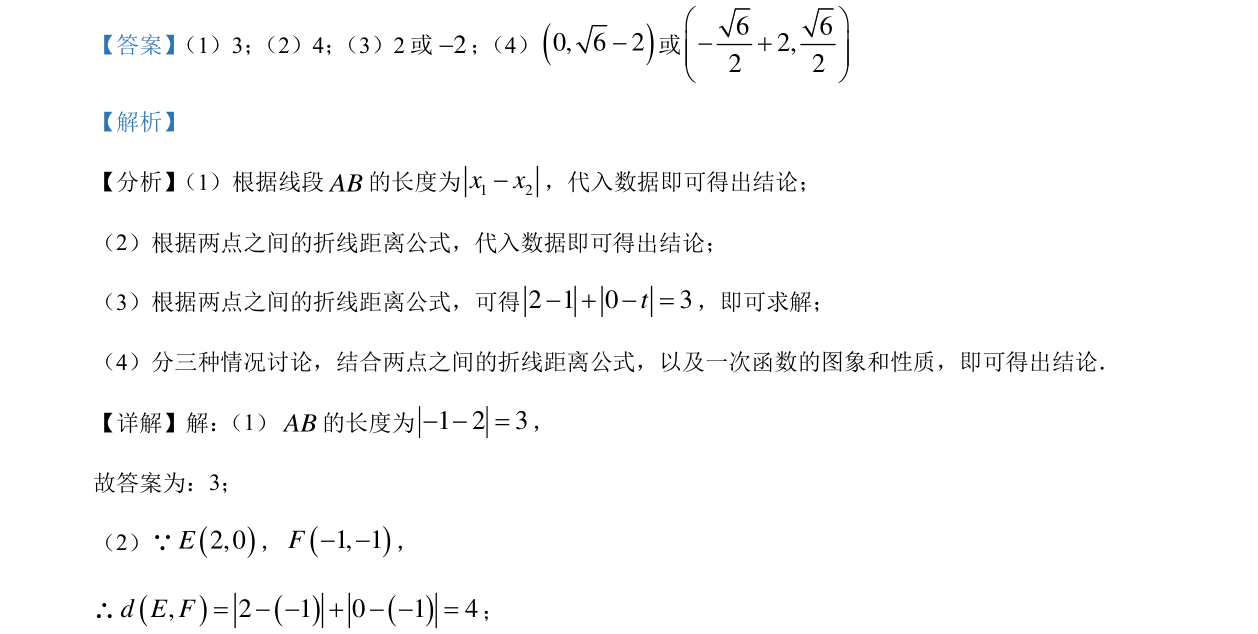 【答案】（1）3；（2）4；（3）2或−2；（4）(0,√6−2)或(−√6/2+2,√6/2)
【解析】
【分析】（1）根据线段AB的长度为|x₁−x₂|，代入数据即可得出结论；
（2）根据两点之间的折线距离公式，代入数据即可得出结论；
（3）根据两点之间的折线距离公式，可得|2−1|+|0−t|=3，即可求解；
（4）分三种情况讨论，结合两点之间的折线距离公式，以及一次函数的图象和性质，即可得出结论．
【详解】解：（1）AB的长度为|−1−2|=3，
故答案为：3；
（2）∵E(2,0)，F(−1,−1)，
∴d(E,F)=|2−(−1)|+|0−(−1)|=4；